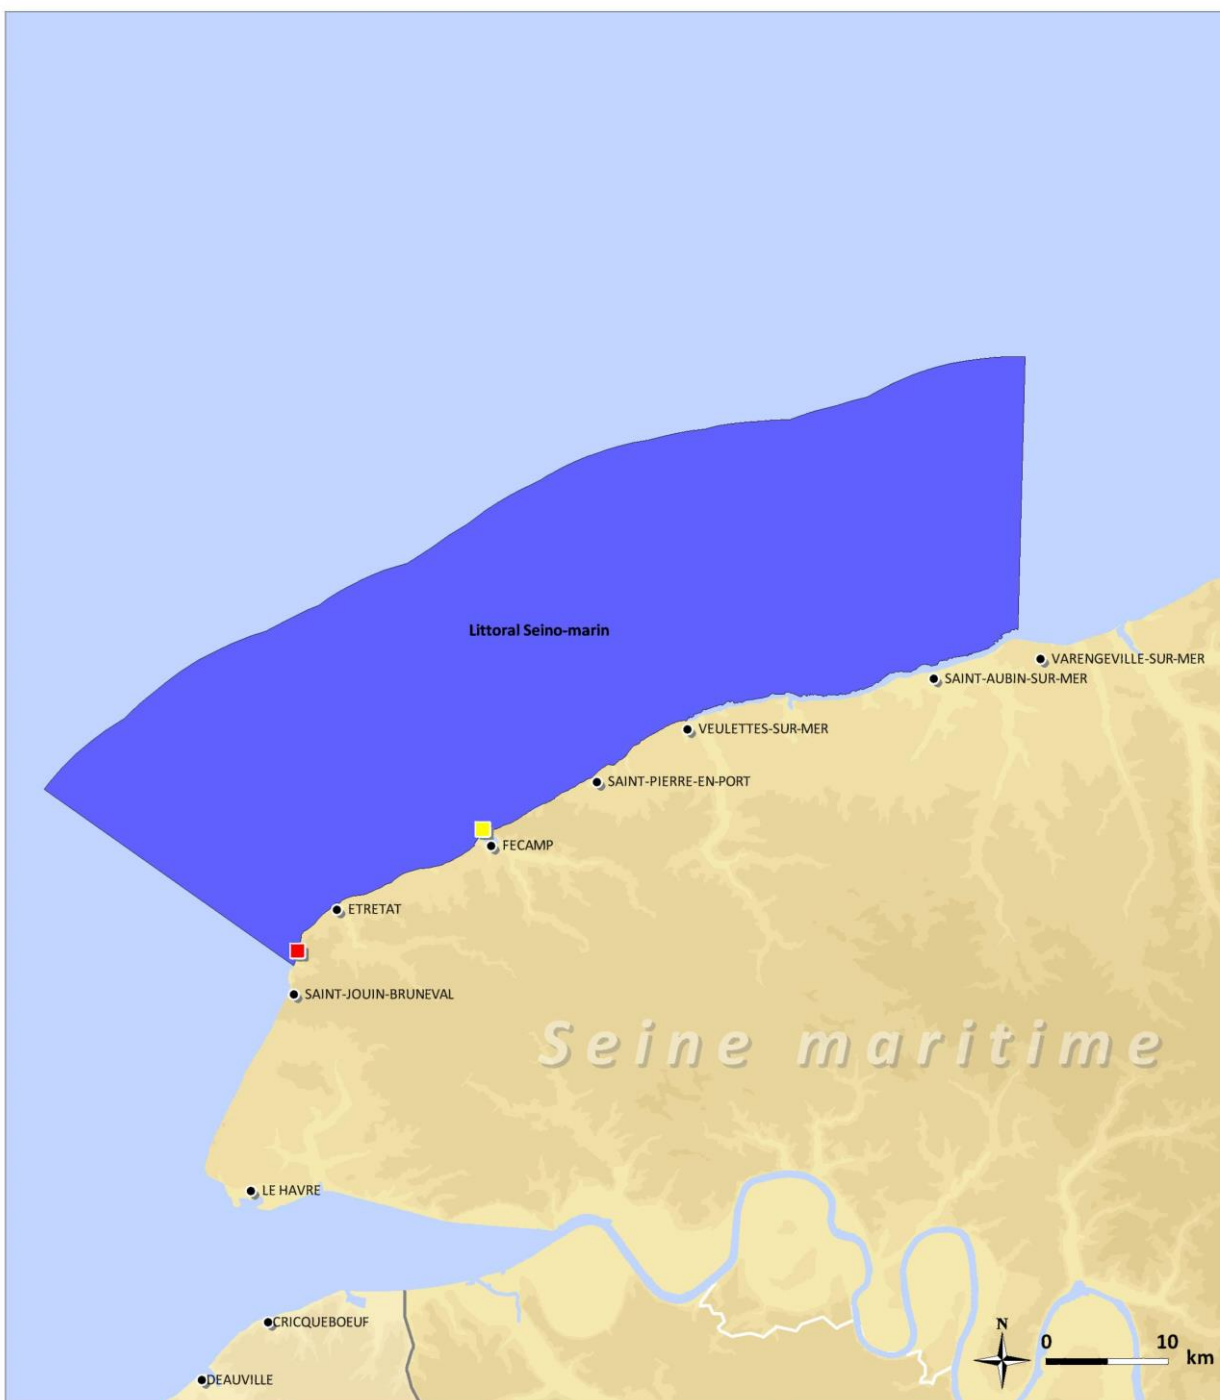 Littoral Seino-marin
VARENGEVILLE-SUR-MER
SAINT-AUBIN-SUR-MER
VEULETTES-SUR-MER
SAINT-PIERRE-EN-PORT
FECAMP
ETRETAT
SAINT-JOUIN-BRUNEVAL
Seine maritime
LE HAVRE
CRICQUEBOEUF
DEAUVILLE
N
0 10
km